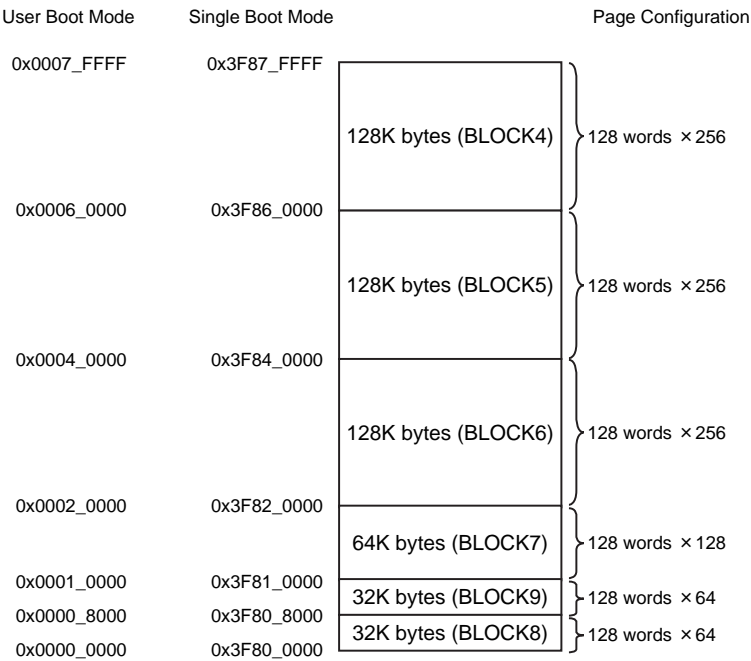 User Boot Mode Single Boot Mode Page Configuration
0x0007_FFFF 0x3F87_FFFF
128K bytes (BLOCK4) 128 words ×256
0x0006_0000 0x3F86_0000
128K bytes (BLOCK5) 128 words ×256
0x0004_0000 0x3F84_0000
128K bytes (BLOCK6) 128 words ×256
0x0002_0000 0x3F82_0000
64K bytes (BLOCK7) 128 words ×128
0x0001_0000 0x3F81_0000
32K bytes (BLOCK9) 128 words ×64
0x0000_8000 0x3F80_8000
32K bytes (BLOCK8) 128 words ×64
0x0000_0000 0x3F80_0000